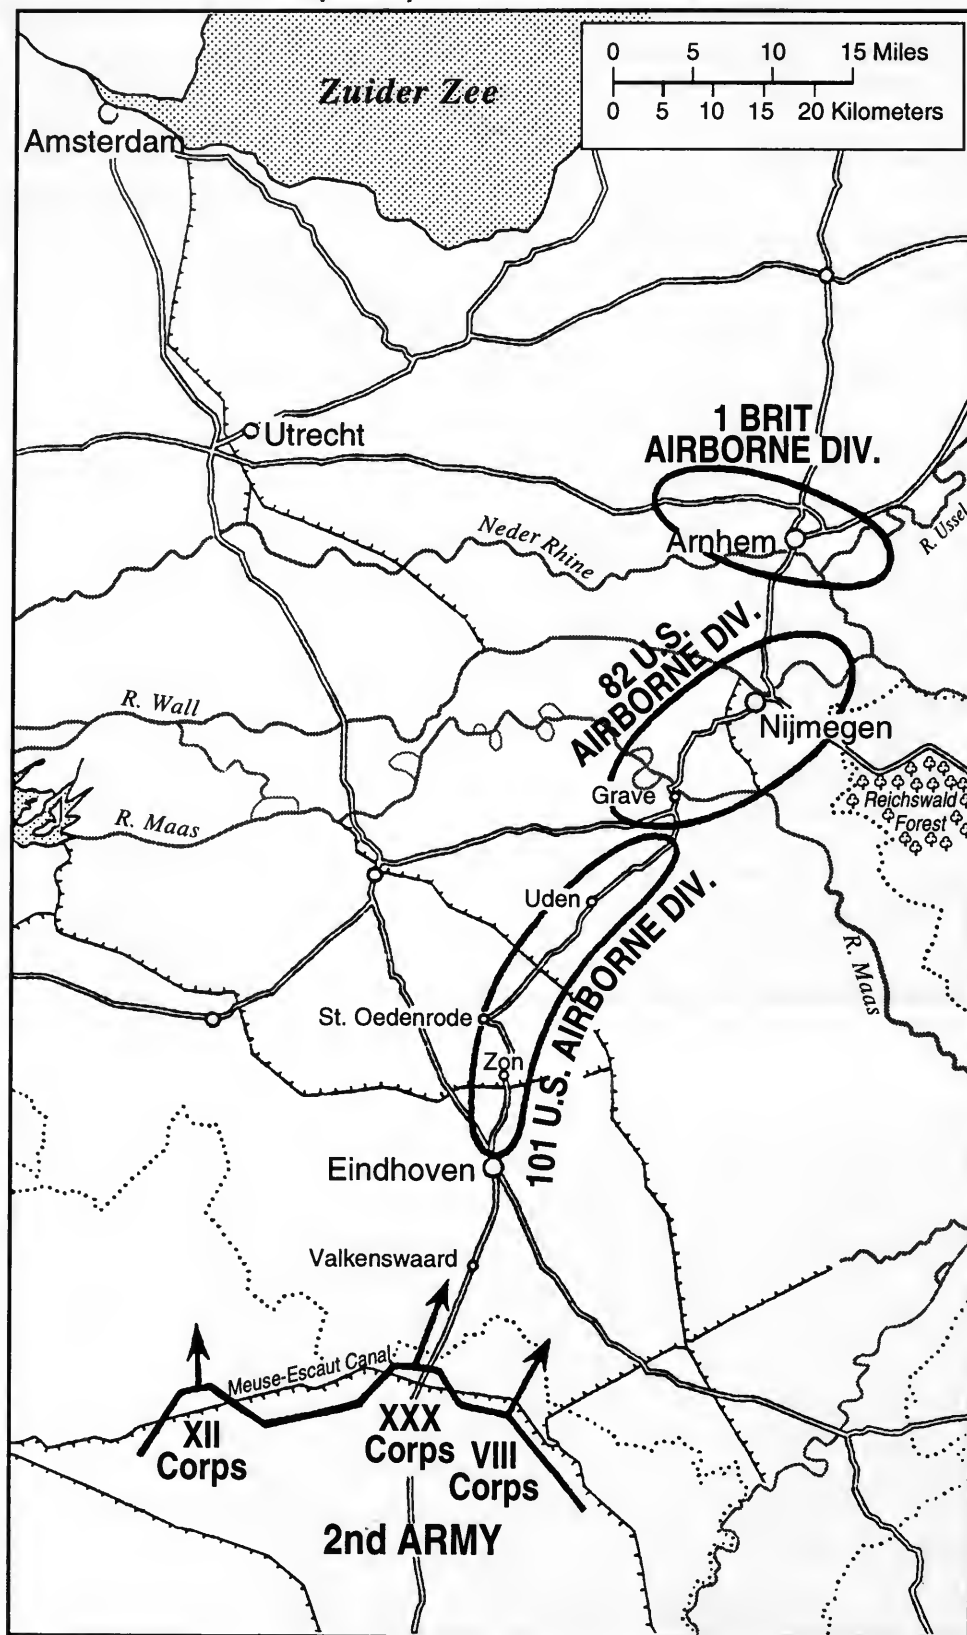 Zuider Zee
0 5 10 15 Miles
0 5 10 15 20 Kilometers
Amsterdam
Utrecht
1 BRIT
AIRBORNE DIV.
Neder Rhine
Arnhem
R. Ussel
82 U.S.
AIRBORNE DIV.
R. Wall
Nijmegen
Grave
Reichswald
Forest
R. Maas
Uden
101 U.S. AIRBORNE DIV.
R. Maas
St. Oedenrode
Zon
Eindhoven
Valkenswaard
Meuse-Escaut Canal
XII
Corps
XXX
Corps
VIII
Corps
2nd ARMY